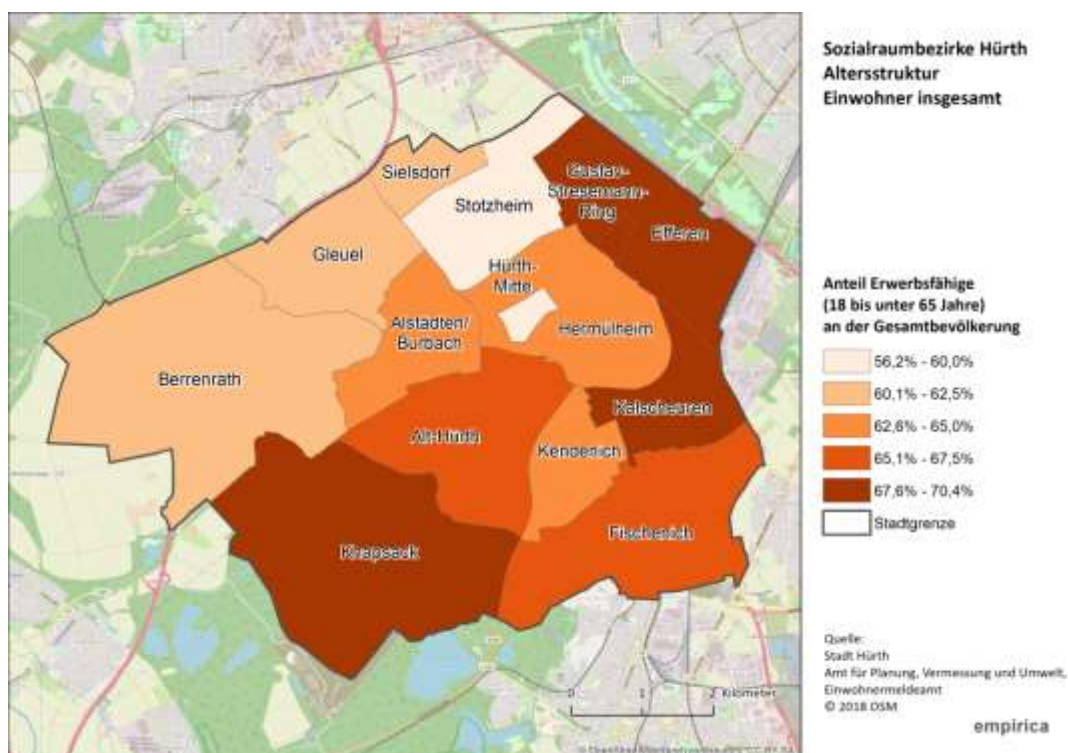 Sozialraumbezirke Hürth
Altersstruktur
Einwohner insgesamt
Sielsdorf
Stotzheim
Gustav-
Stresemann-
Ring
Efferen
Gleuel
Hürth-
Mitte
Alstädten/
Burbach
Hermülheim
Berrenrath
Kalscheuren
Alt-Hürth
Kendenich
Fischenich
Knapsack
Anteil Erwerbsfähige
(18 bis unter 65 Jahre)
an der Gesamtbevölkerung
56,2% - 60,0%
60,1% - 62,5%
62,6% - 65,0%
65,1% - 67,5%
67,6% - 70,4%
Stadtgrenze
0 1 2 Kilometer
Quelle:
Stadt Hürth
Amt für Planung, Vermessung und Umwelt,
Einwohnermeldeamt
© 2018 OSM
empirica